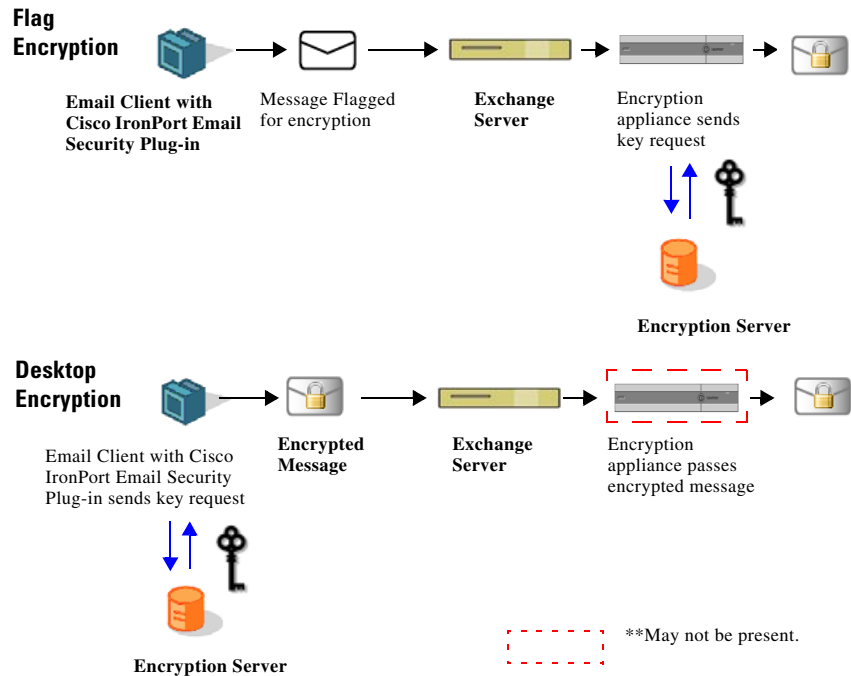 Flag
Encryption
Email Client with
Cisco IronPort Email
Security Plug-in
Message Flagged
for encryption
Exchange
Server
Encryption
appliance sends
key request
Encryption Server
Desktop
Encryption
Email Client with Cisco
IronPort Email Security
Plug-in sends key request
Encrypted
Message
Exchange
Server
Encryption
appliance passes
encrypted message
Encryption Server
**May not be present.